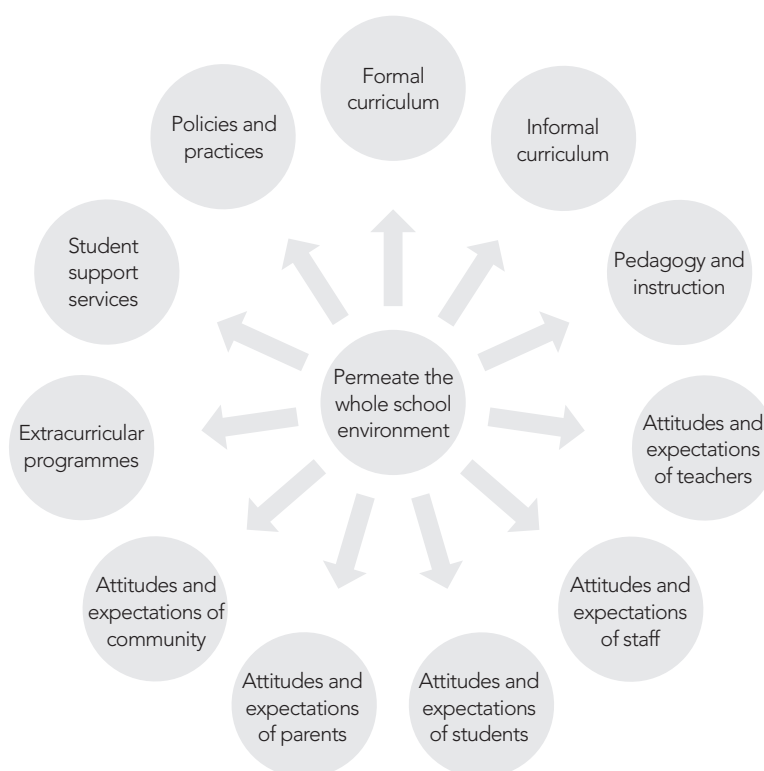 Formal
curriculum
Informal
curriculum
Pedagogy and
instruction
Attitudes and
expectations
of teachers
Attitudes and
expectations
of staff
Attitudes and
expectations
of students
Attitudes and
expectations
of parents
Attitudes and
expectations of
community
Extracurricular
programmes
Student
support
services
Policies and
practices
Permeate the
whole school
environment